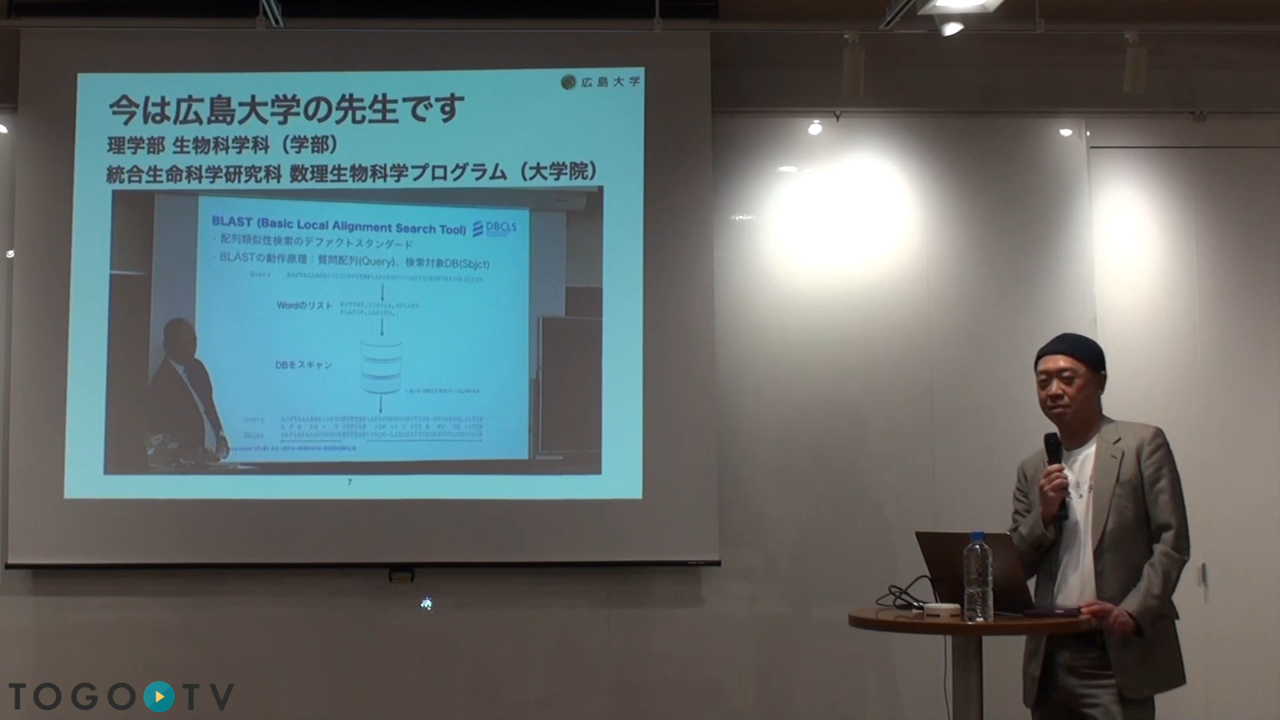 広島大学
今は広島大学の先生です
理学部 生物科学科（学部）
統合生命科学研究科 数理生物科学プログラム（大学院）
BLAST (Basic Local Alignment Search Tool)
DBCLS
・配列類似性検索のデファクトスタンダード
・BLASTの動作原理：質問配列(Query)、検索対象DB(Sbjct)
Query
Wordのリスト
DBをスキャン
Query
7
TOGO TV